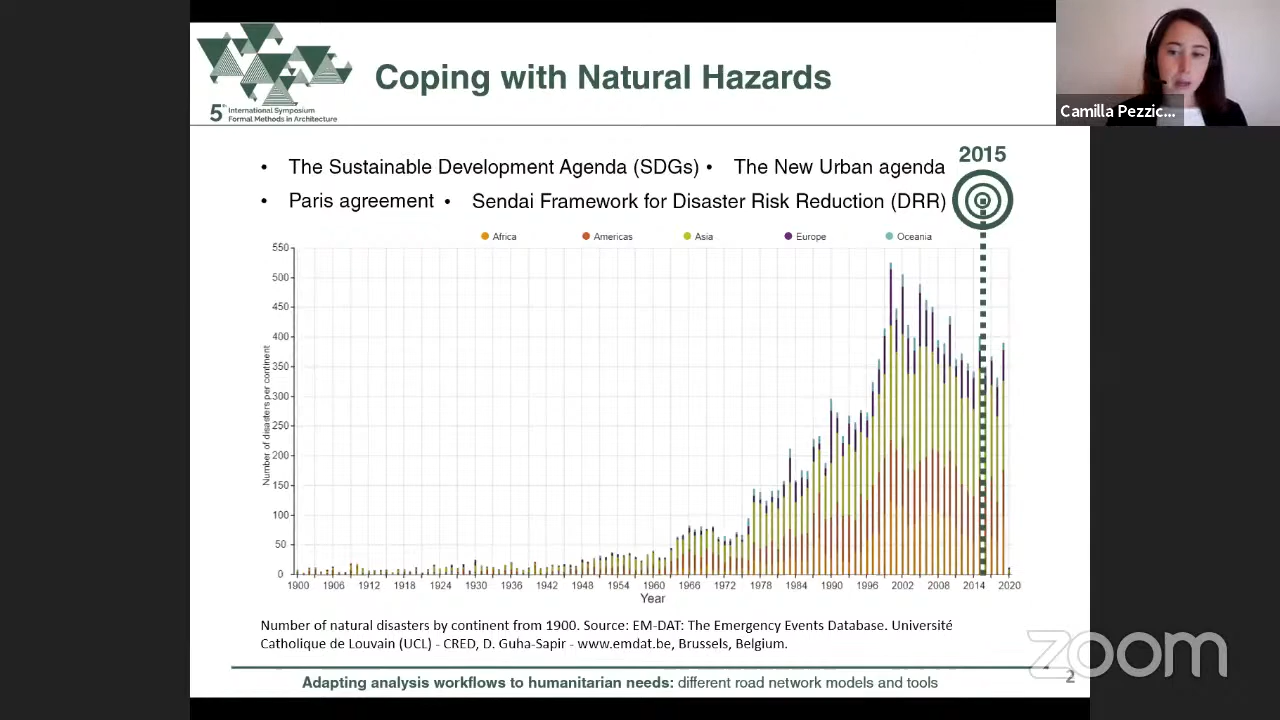 Coping with Natural Hazards
5th International Symposium
Formal Methods in Architecture
Camilla Pezzic...
• The Sustainable Development Agenda (SDGs) • The New Urban agenda
2015
• Paris agreement • Sendai Framework for Disaster Risk Reduction (DRR)
Africa Americas Asia Europe Oceania
Number of disasters per continent
550
500
450
400
350
300
250
200
150
100
50
0
1900 1906 1912 1918 1924 1930 1936 1942 1948 1954 1960 1966 1972 1978 1984 1990 1996 2002 2008 2014 2020
Year
Number of natural disasters by continent from 1900. Source: EM-DAT: The Emergency Events Database. Université
Catholique de Louvain (UCL) - CRED, D. Guha-Sapir - www.emdat.be, Brussels, Belgium.
zoom
2
Adapting analysis workflows to humanitarian needs: different road network models and tools